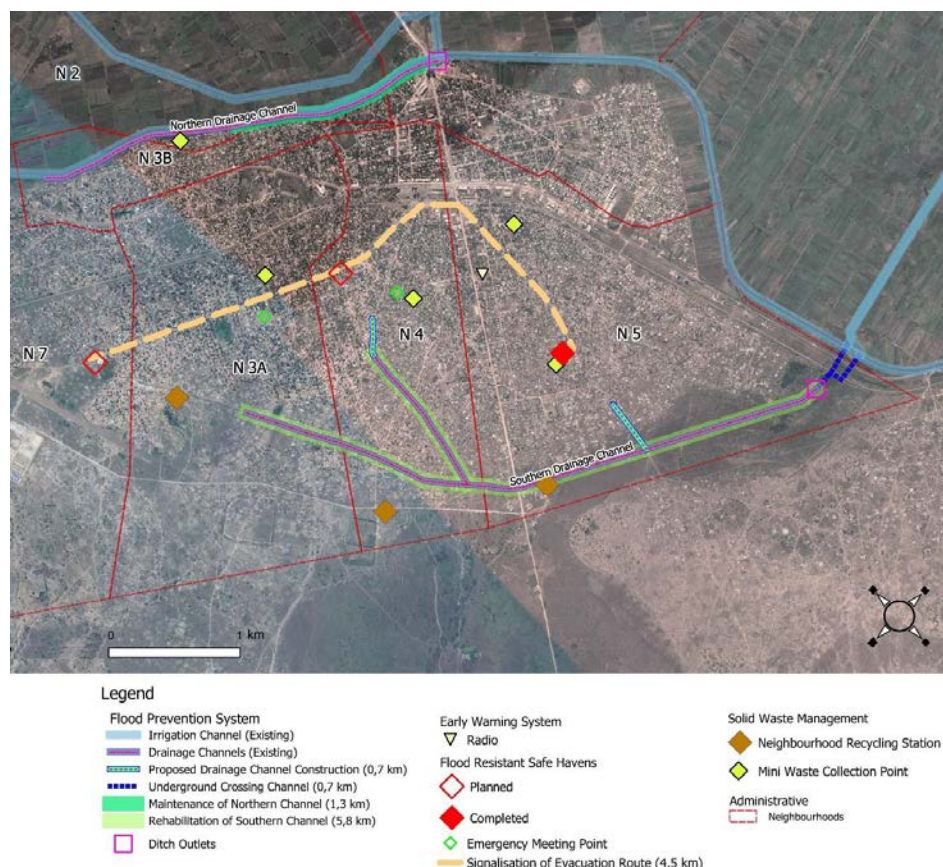 N 2
Northern Drainage Channel
N 3B
N 4
N 5
N 7
N 3A
Southern Drainage Channel
0 1 km
Legend
Flood Prevention System
Irrigation Channel (Existing)
Drainage Channels (Existing)
Proposed Drainage Channel Construction (0,7 km)
Underground Crossing Channel (0,7 km)
Maintenance of Northern Channel (1,3 km)
Rehabilitation of Southern Channel (5,8 km)
Ditch Outlets
Early Warning System
Radio
Flood Resistant Safe Havens
Planned
Completed
Emergency Meeting Point
Signalisation of Evacuation Route (4,5 km)
Solid Waste Management
Neighbourhood Recycling Station
Mini Waste Collection Point
Administrative
Neighbourhoods